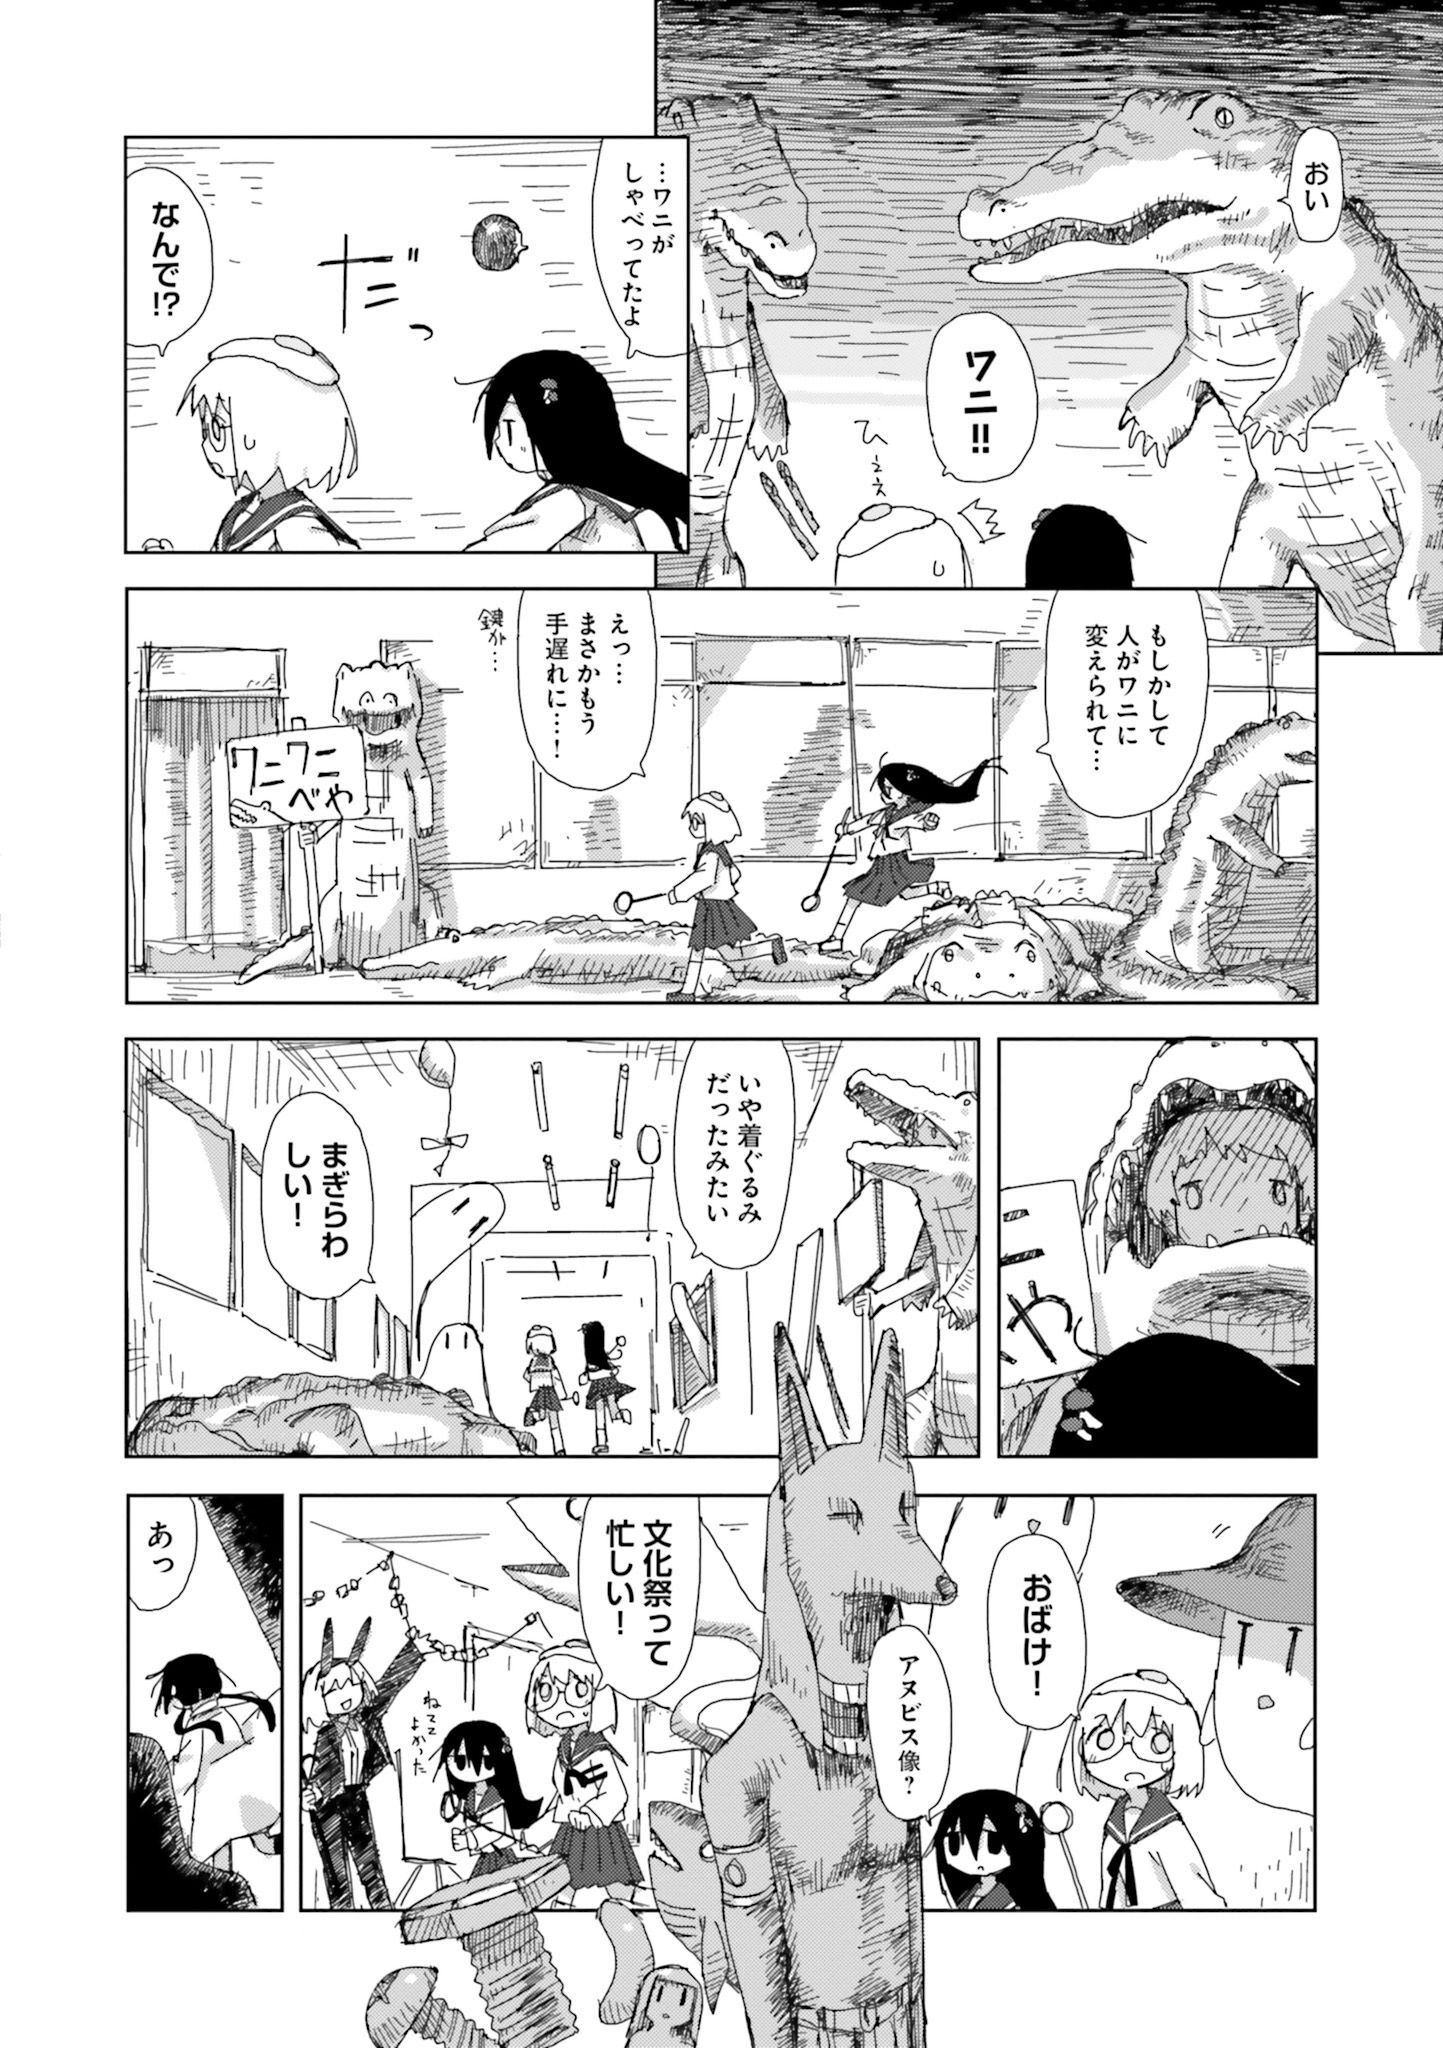 おい
ワニ!!
ひぇぇ
…ワニが
しゃべってたよ
なんで!?
もしかして
人がワニに
変えられて…
えっ…
まさかもう
手遅れに…!
ワニワニ
べや
いや着ぐるみ
だったみたい
まぎらわ
しい!
おばけ!
アヌビス像?
文化祭って
忙しい!
ねてて
よかった
あっ